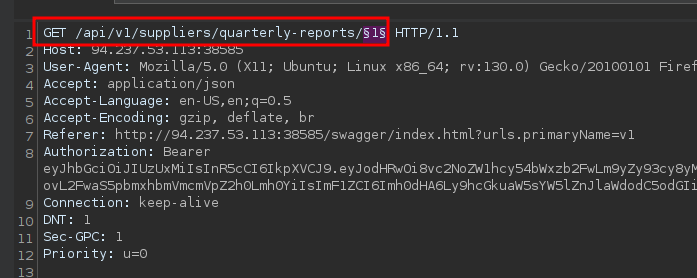 1 GET /api/v1/suppliers/quarterly-reports/§1§ HTTP/1.1
2 Host: 94.237.53.113:38585
3 User-Agent: Mozilla/5.0 (X11; Ubuntu; Linux x86_64; rv:130.0) Gecko/20100101 Firef
4 Accept: application/json
5 Accept-Language: en-US,en;q=0.5
6 Accept-Encoding: gzip, deflate, br
7 Referer: http://94.237.53.113:38585/swagger/index.html?urls.primaryName=v1
8 Authorization: Bearer
9 Connection: keep-alive
10 DNT: 1
11 Sec-GPC: 1
12 Priority: u=0
13